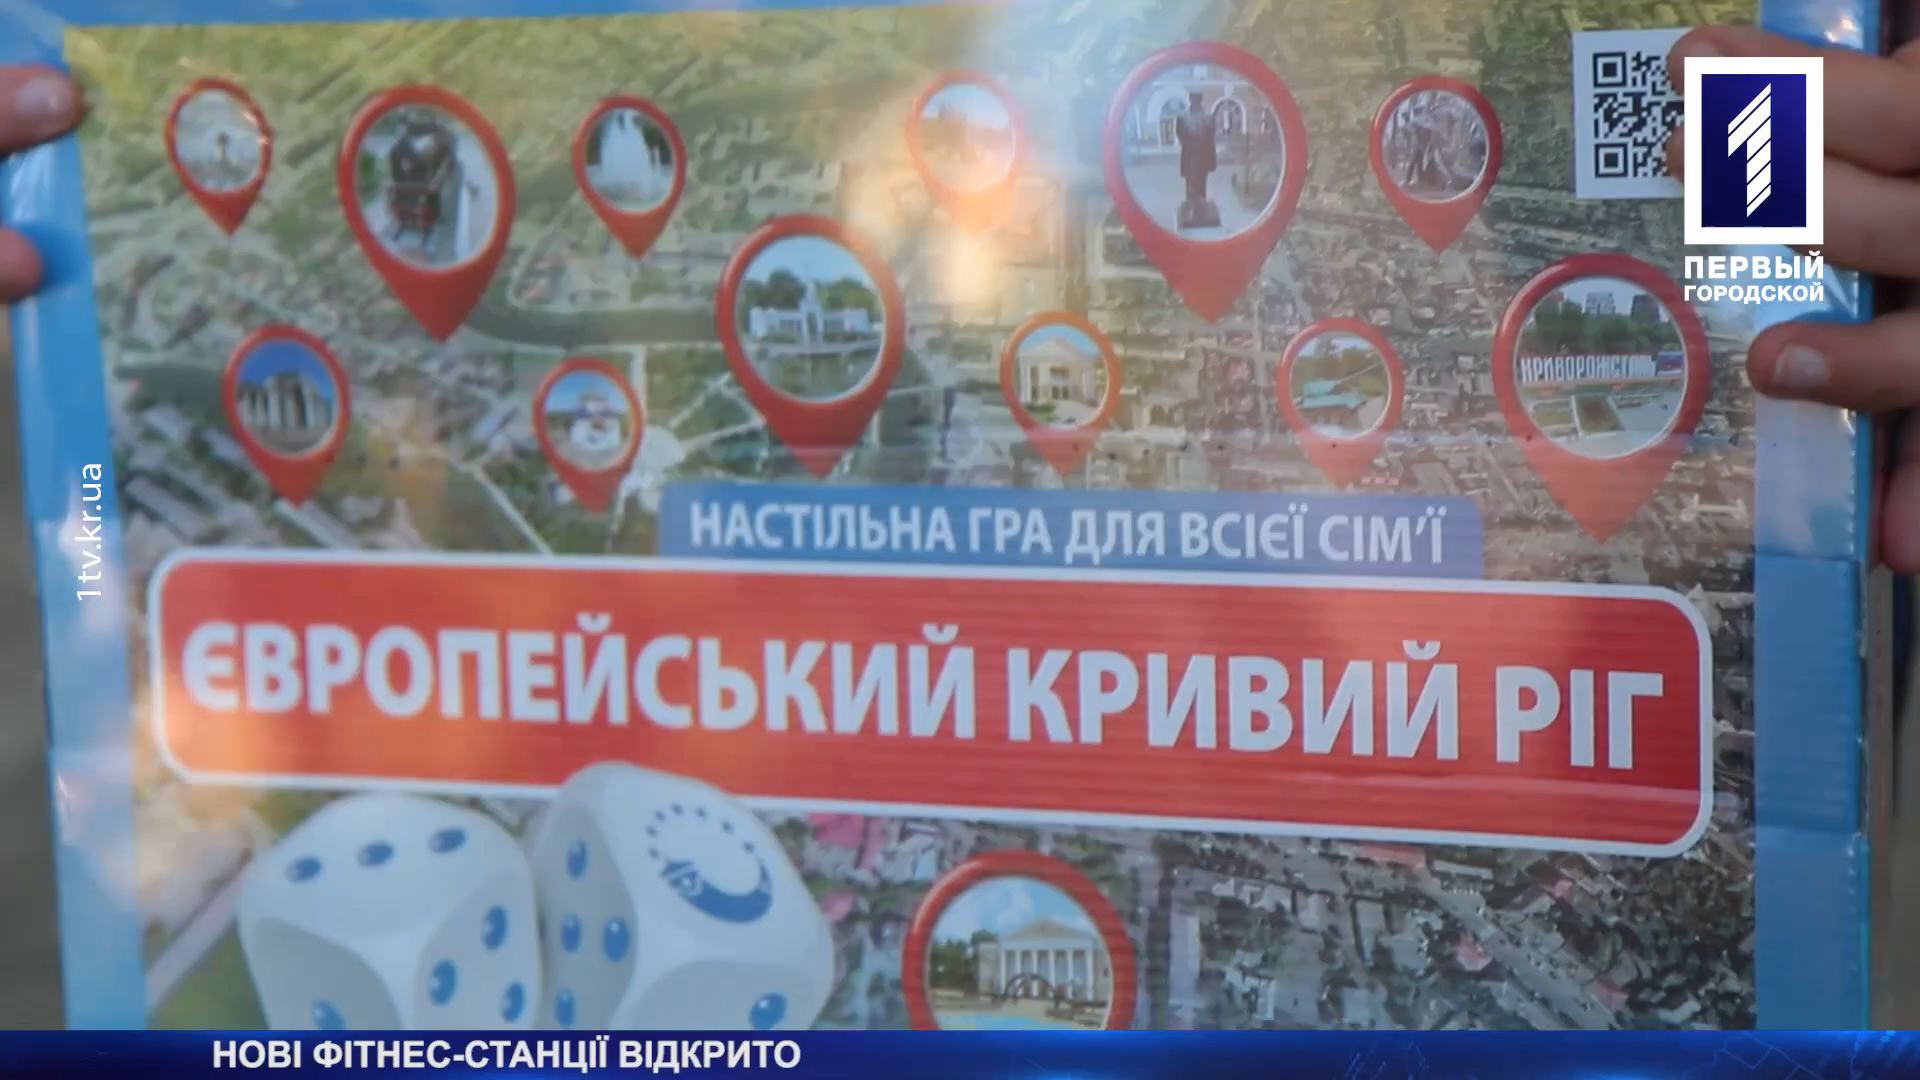 ПЕРВЫЙ
ГОРОДСКОЙ
КРИВОРІЖСТАЛЬ
1tv.kr.ua
НАСТІЛЬНА ГРА ДЛЯ ВСІЄЇ СІМ'Ї
ЄВРОПЕЙСЬКИЙ КРИВИЙ РІГ
НОВІ ФІТНЕС-СТАНЦІЇ ВІДКРИТО